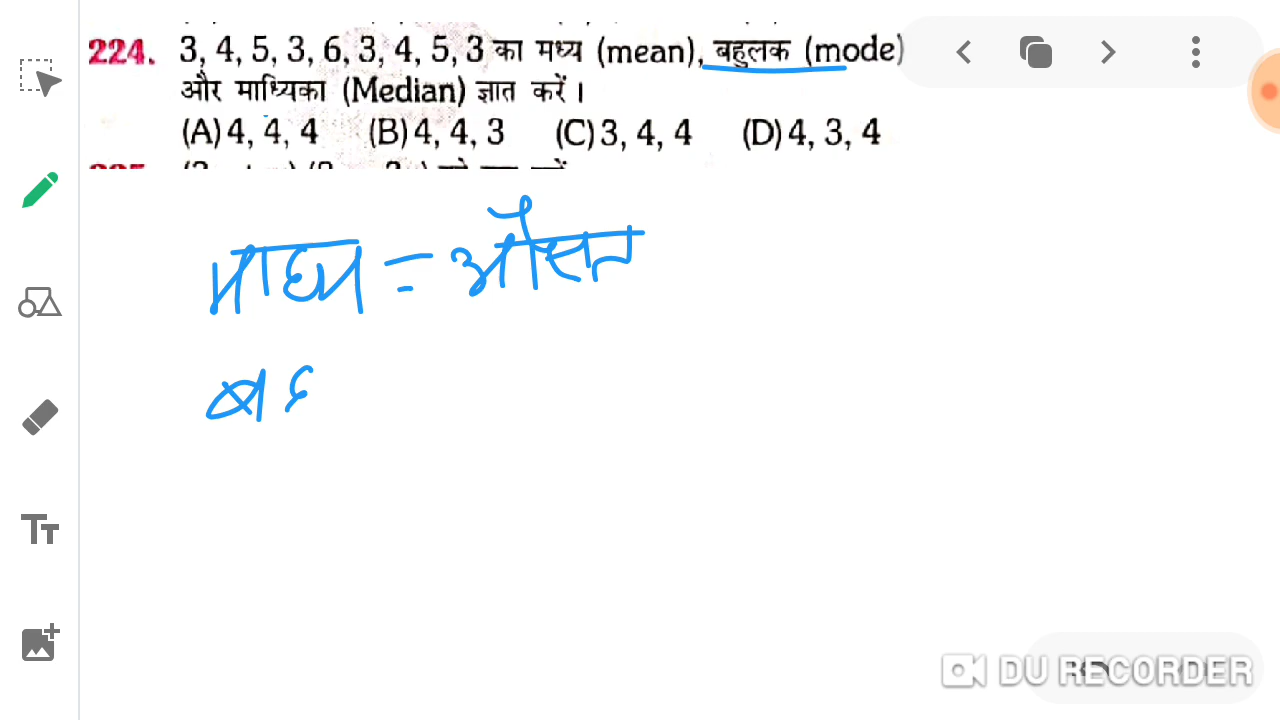 224. 3, 4, 5, 3, 6, 3, 4, 5, 3 का मध्य (mean), बहुलक (mode)
और माध्यिका (Median) ज्ञात करें ।
(A) 4, 4, 4 (B) 4, 4, 3 (C) 3, 4, 4 (D) 4, 3, 4
माध्य = औसत
ब
TT
DU RECORDER